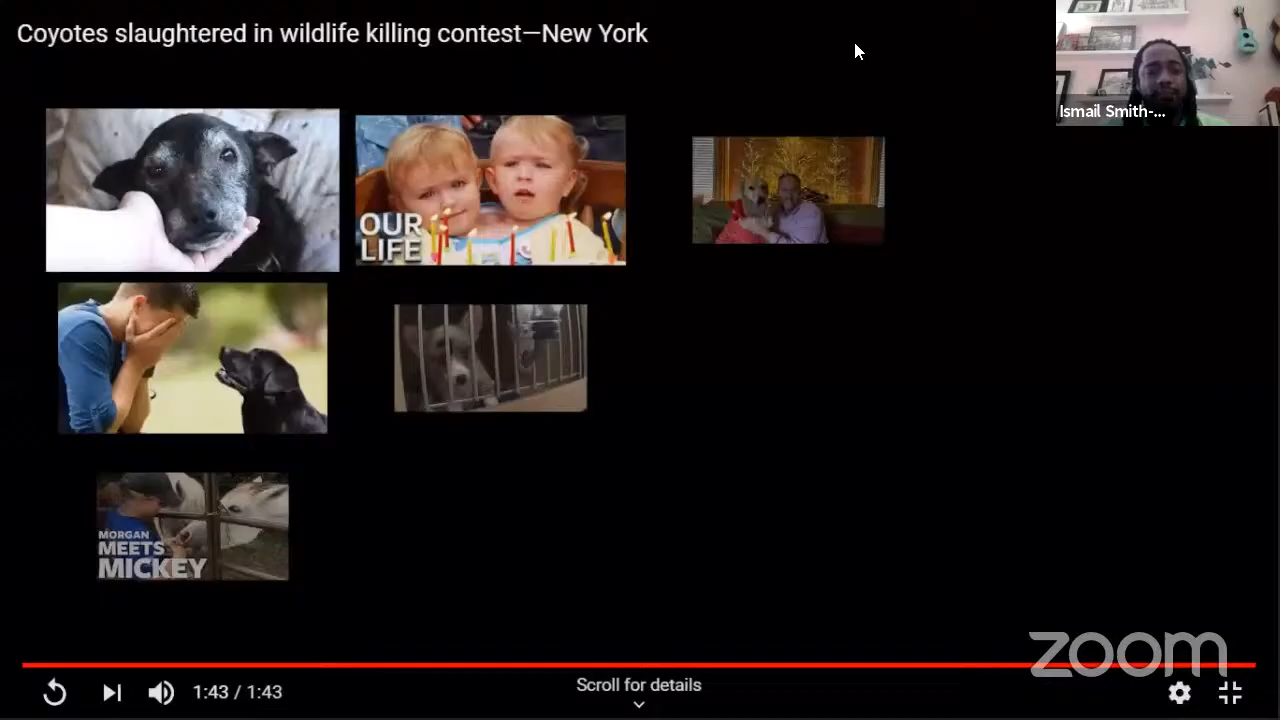 Coyotes slaughtered in wildlife killing contest—New York
Ismail Smith-...
OUR
LIFE
MORGAN
MEETS
MICKEY
zoom
1:43 / 1:43
Scroll for details